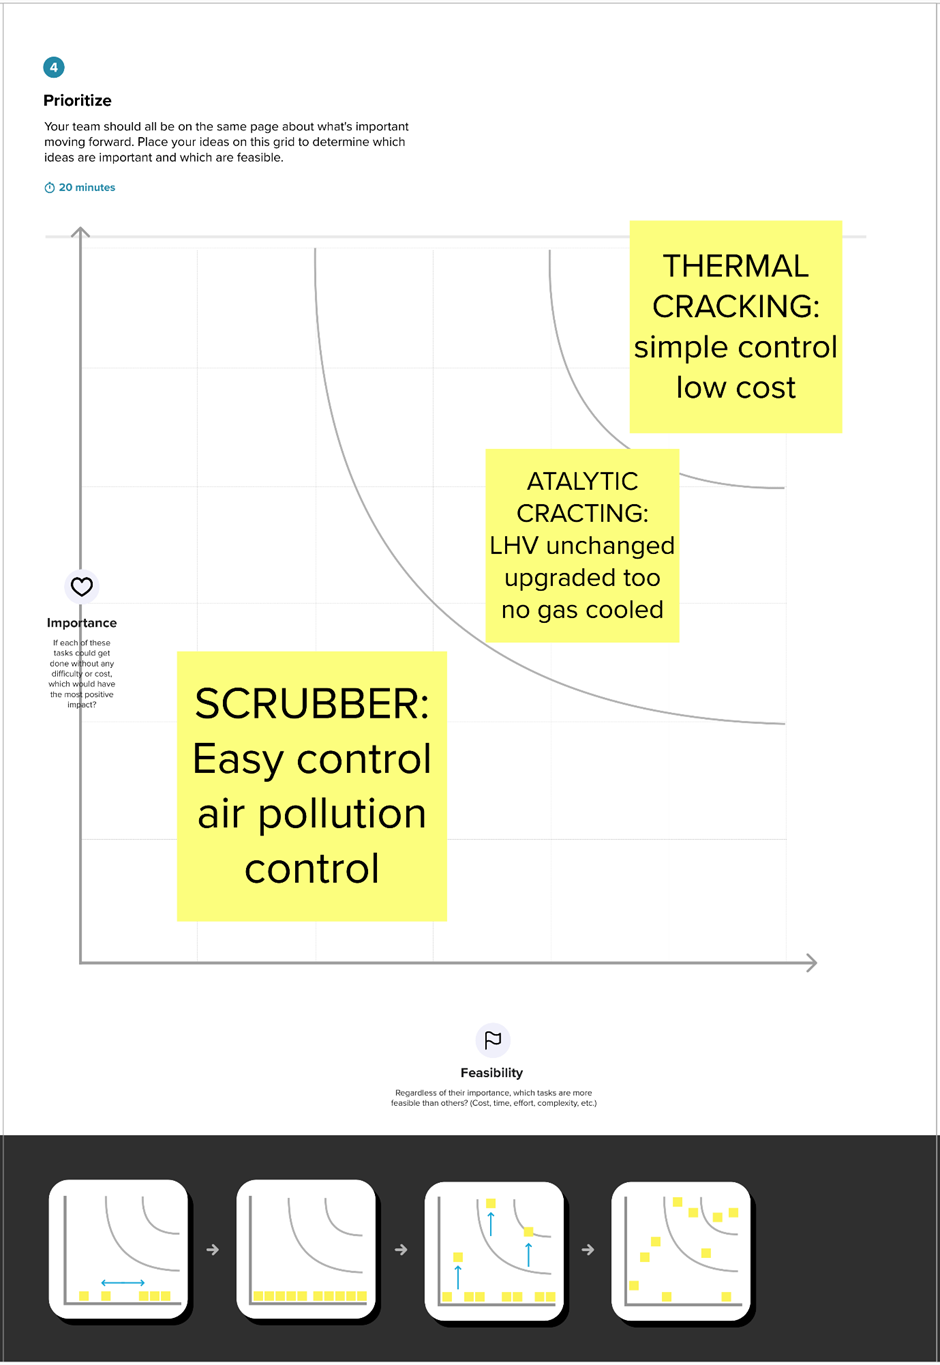 4
Prioritize
Your team should all be on the same page about what's important
moving forward. Place your ideas on this grid to determine which
ideas are important and which are feasible.
20 minutes
THERMAL
CRACKING:
simple control
low cost
ATALYTIC
CRACTING:
LHV unchanged
upgraded too
no gas cooled
Importance
If each of these
tasks could get
done without any
difficulty or cost,
which would have
the most positive
impact?
SCRUBBER:
Easy control
air pollution
control
Feasibility
Regardless of their importance, which tasks are more
feasible than others? (Cost, time, effort, complexity, etc.)